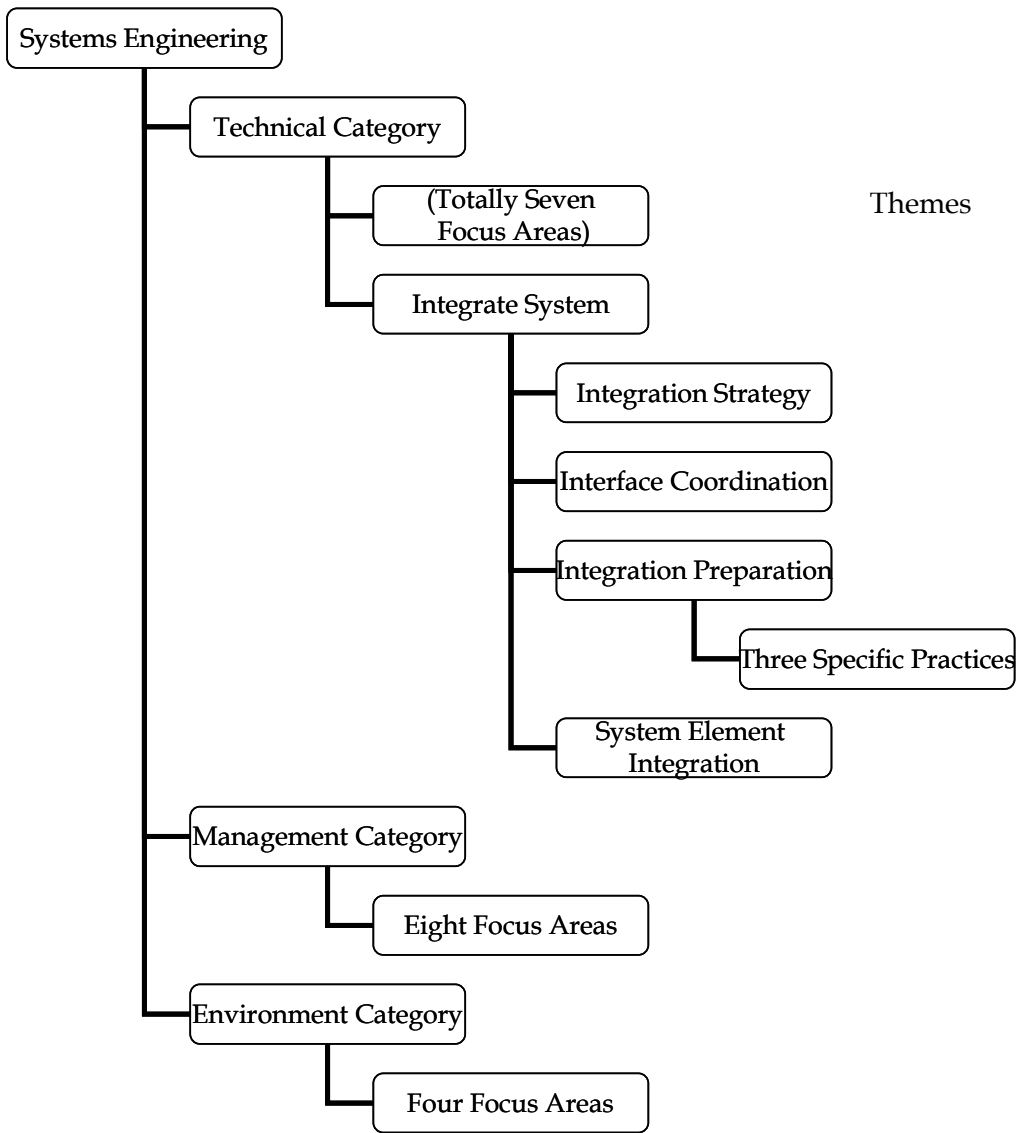 Systems Engineering
Technical Category
(Totally Seven
Focus Areas)
Themes
Integrate System
Integration Strategy
Interface Coordination
Integration Preparation
Three Specific Practices
System Element
Integration
Management Category
Eight Focus Areas
Environment Category
Four Focus Areas